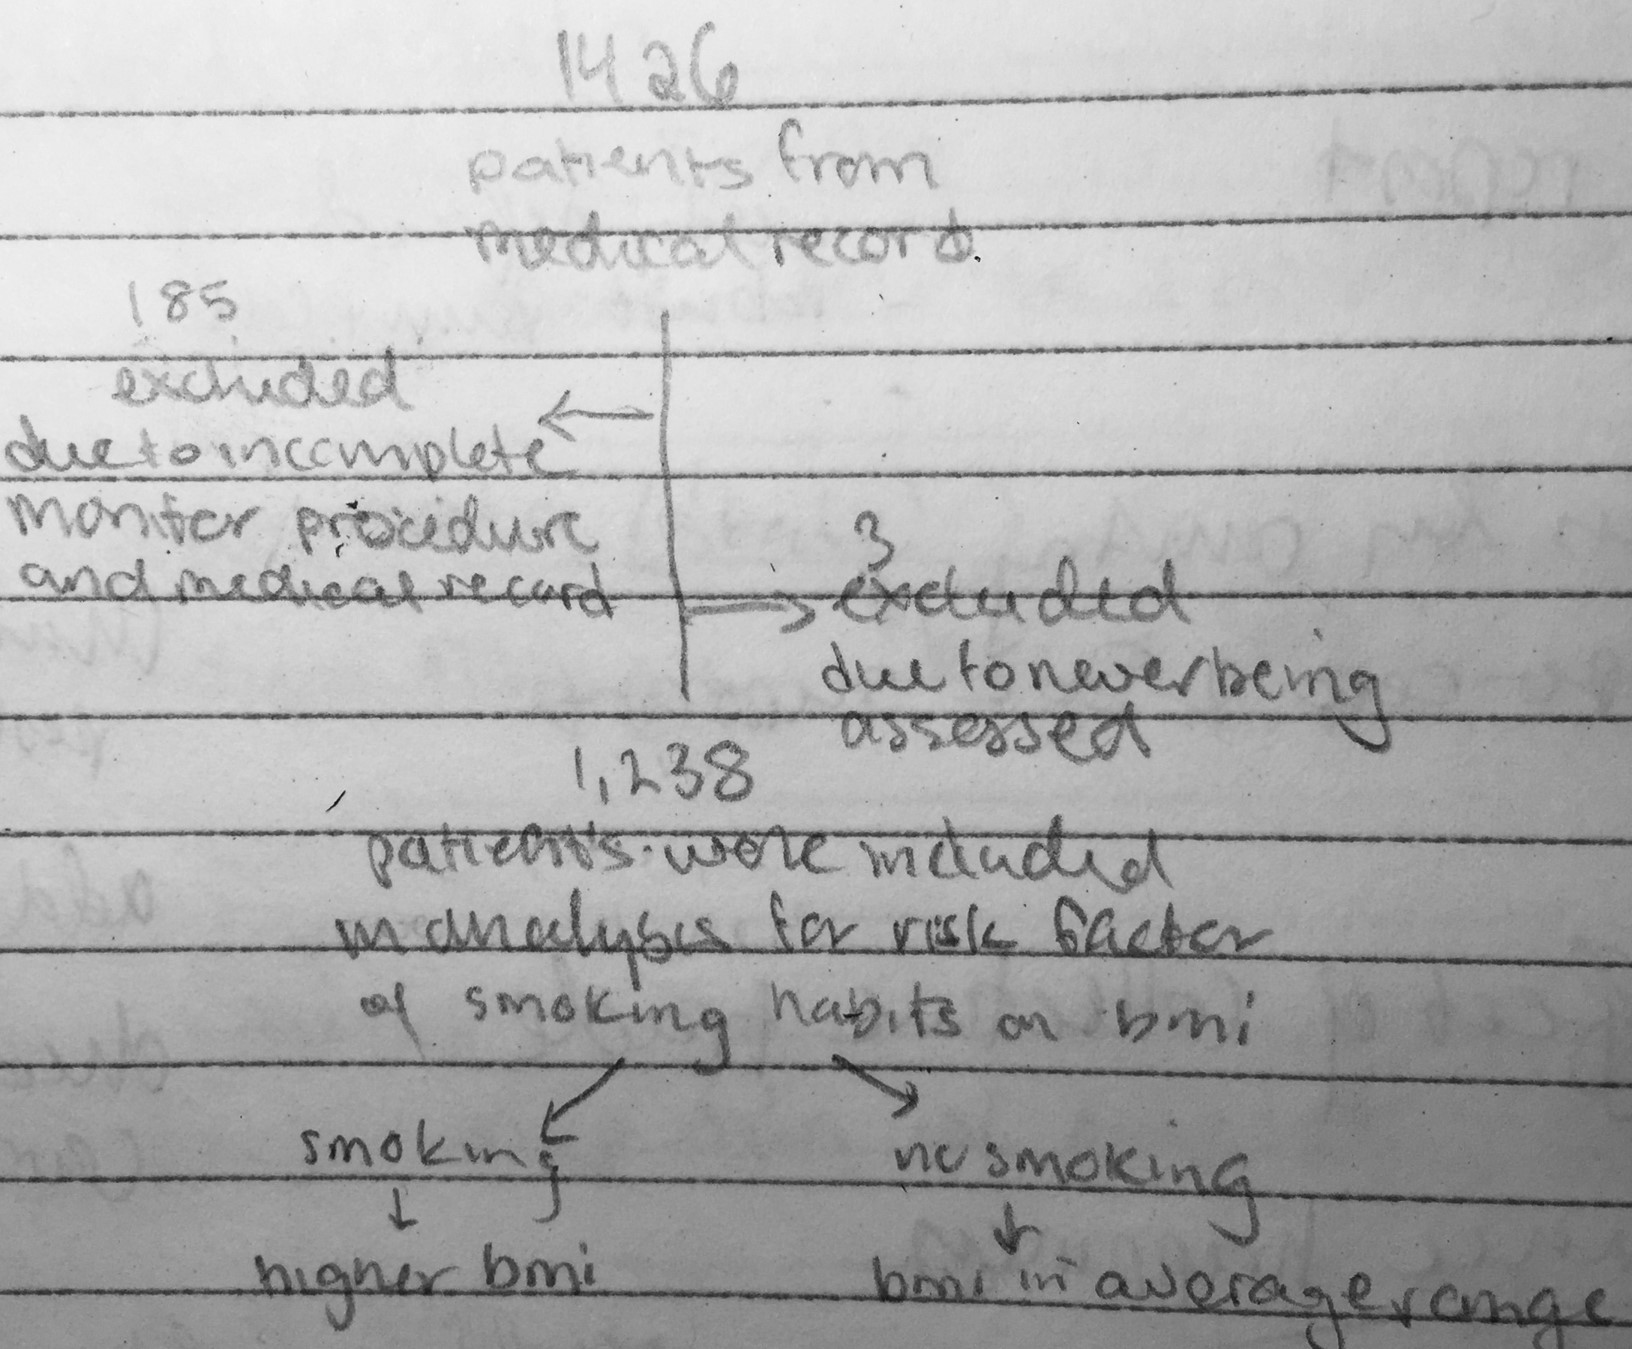 1426
patients from
medical record.
185
excluded
due to incomplete
monitor procedure
and medical record
3
excluded
due to never being
assessed
1,238
patients were included
in analysis for risk factor
of smoking habits on bmi
smoking
no smoking
higher bmi
bmi in average range